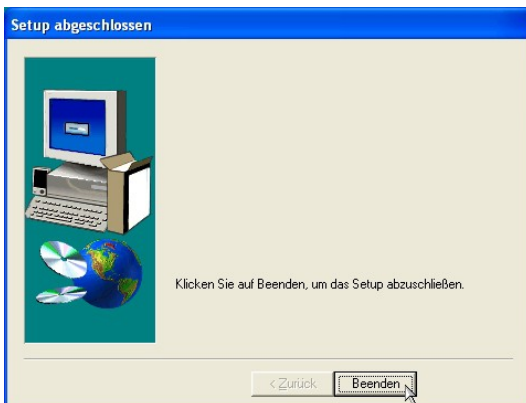 Setup abgeschlossen
Klicken Sie auf Beenden, um das Setup abzuschließen.
< Zurück Beenden